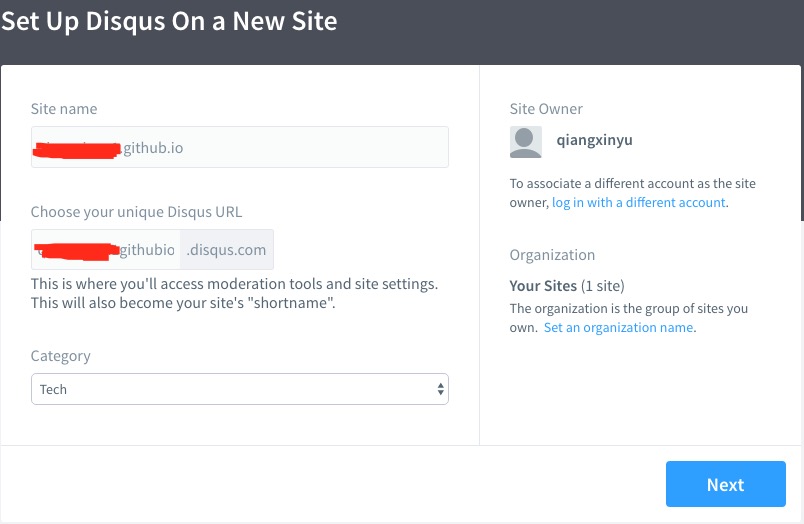 Set Up Disqus On a New Site
Site name
.github.io
Choose your unique Disqus URL
githubio .disqus.com
This is where you'll access moderation tools and site settings.
This will also become your site's "shortname".
Category
Tech
Site Owner
qiangxinyu
To associate a different account as the site
owner, log in with a different account.
Organization
Your Sites (1 site)
The organization is the group of sites you
own. Set an organization name.
Next